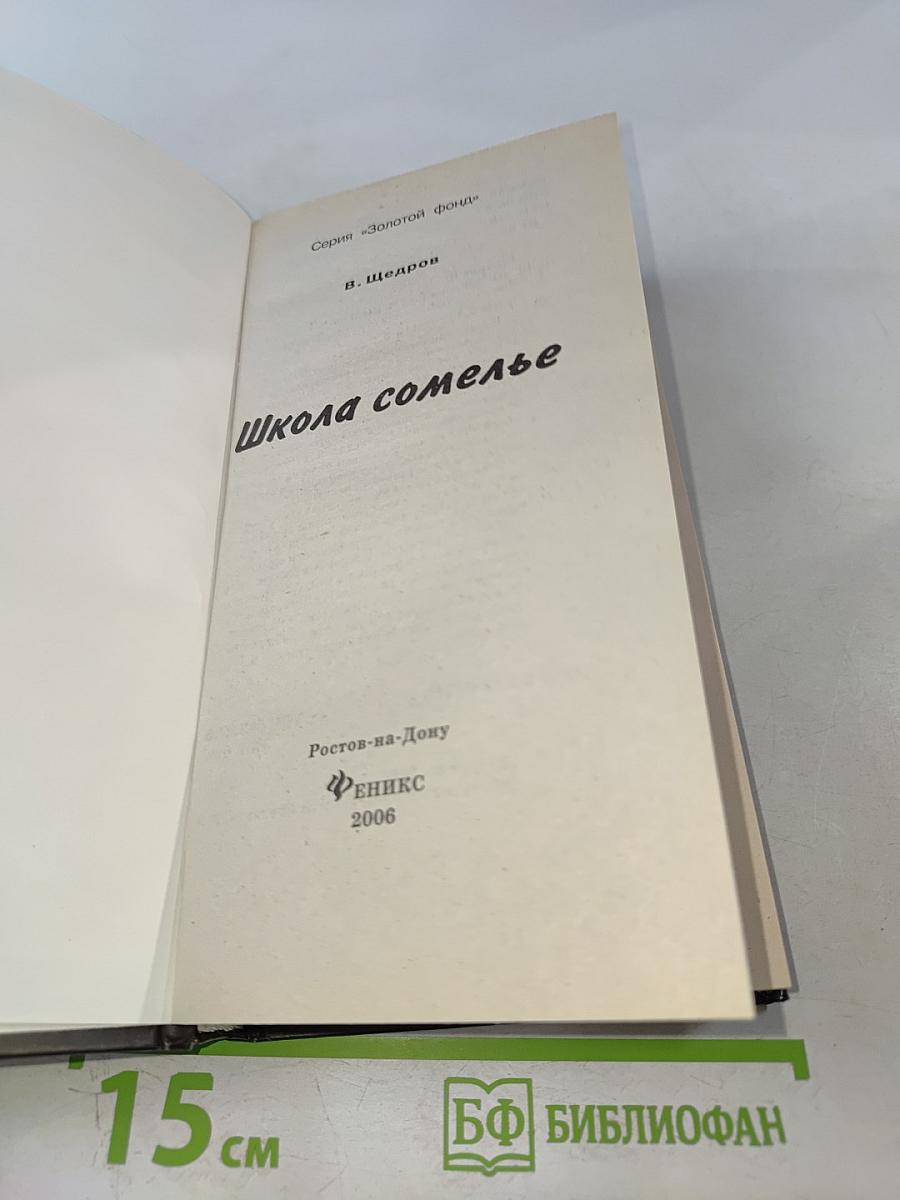 Серия «Золотой фонд»
В. Щедров
Школа сомелье
Ростов-на-Дону
Феникс
2006
15 см
БФ БИБЛИОФАН